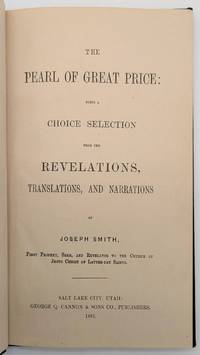 THE
PEARL OF GREAT PRICE:
BEING A
CHOICE SELECTION
FROM THE
REVELATIONS,
TRANSLATIONS, AND NARRATIONS
OF
JOSEPH SMITH,
FIRST PROPHET, SEER, AND REVELATOR TO THE CHURCH OF
JESUS CHRIST OF LATTER-DAY SAINTS.
SALT LAKE CITY, UTAH:
GEORGE Q. CANNON & SONS CO., PUBLISHERS.